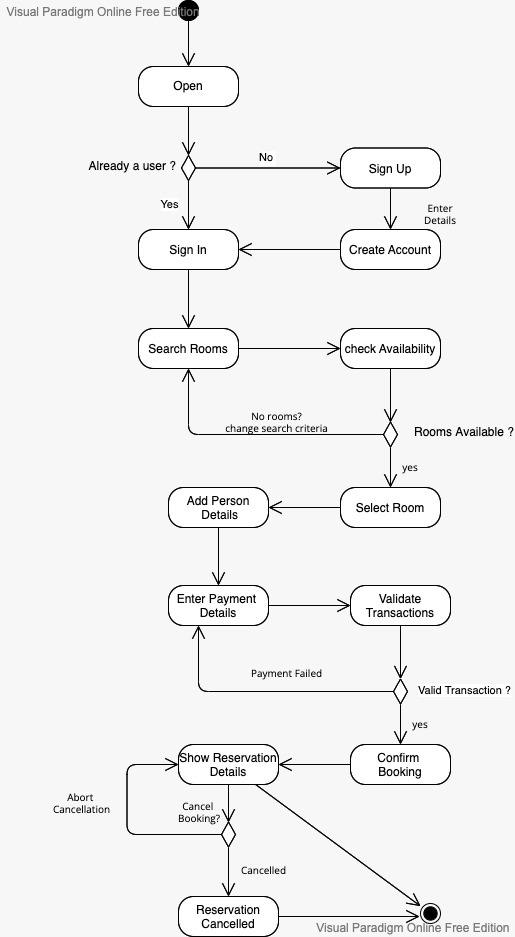 Visual Paradigm Online Free Edition
Open
Already a user ?
No
Sign Up
Yes
Enter
Details
Sign In
Create Account
Search Rooms
check Availability
No rooms?
change search criteria
Rooms Available ?
yes
Add Person
Details
Select Room
Enter Payment
Details
Validate
Transactions
Payment Failed
Valid Transaction ?
yes
Show Reservation
Details
Confirm
Booking
Abort
Cancellation
Cancel
Booking?
Cancelled
Reservation
Cancelled
Visual Paradigm Online Free Edition